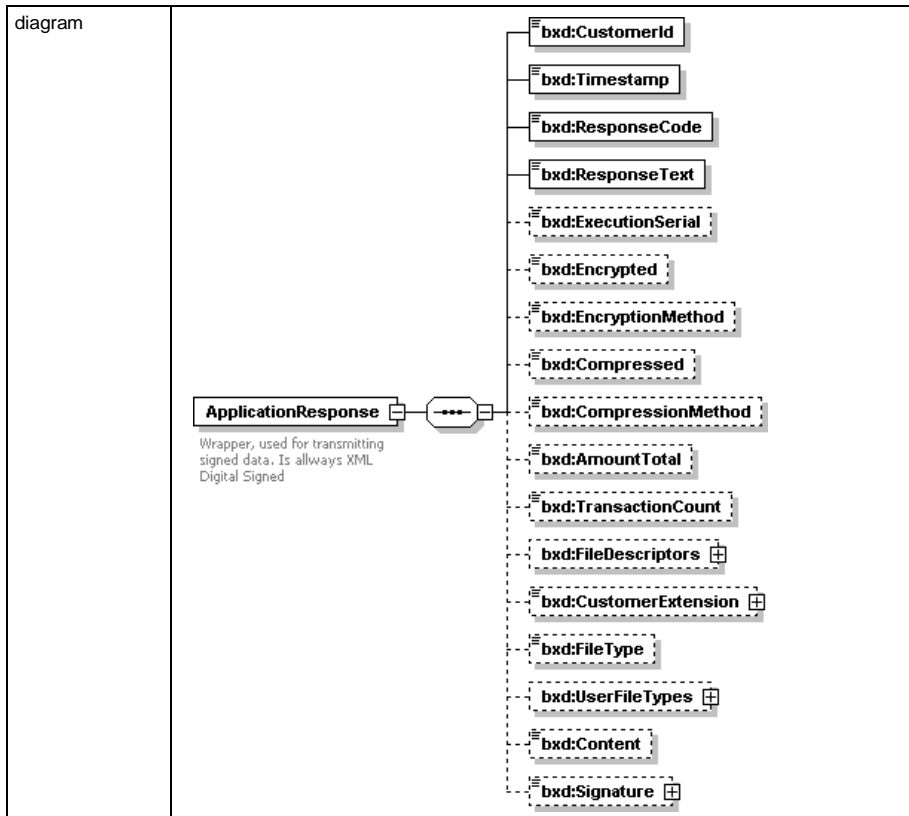 diagram
bxd:CustomerId
bxd:Timestamp
bxd:ResponseCode
bxd:ResponseText
bxd:ExecutionSerial
bxd:Encrypted
bxd:EncryptionMethod
bxd:Compressed
ApplicationResponse
bxd:CompressionMethod
Wrapper, used for transmitting
signed data. Is allways XML
Digital Signed
bxd:AmountTotal
bxd:TransactionCount
bxd:FileDescriptors
bxd:CustomerExtension
bxd:FileType
bxd:UserFileTypes
bxd:Content
bxd:Signature